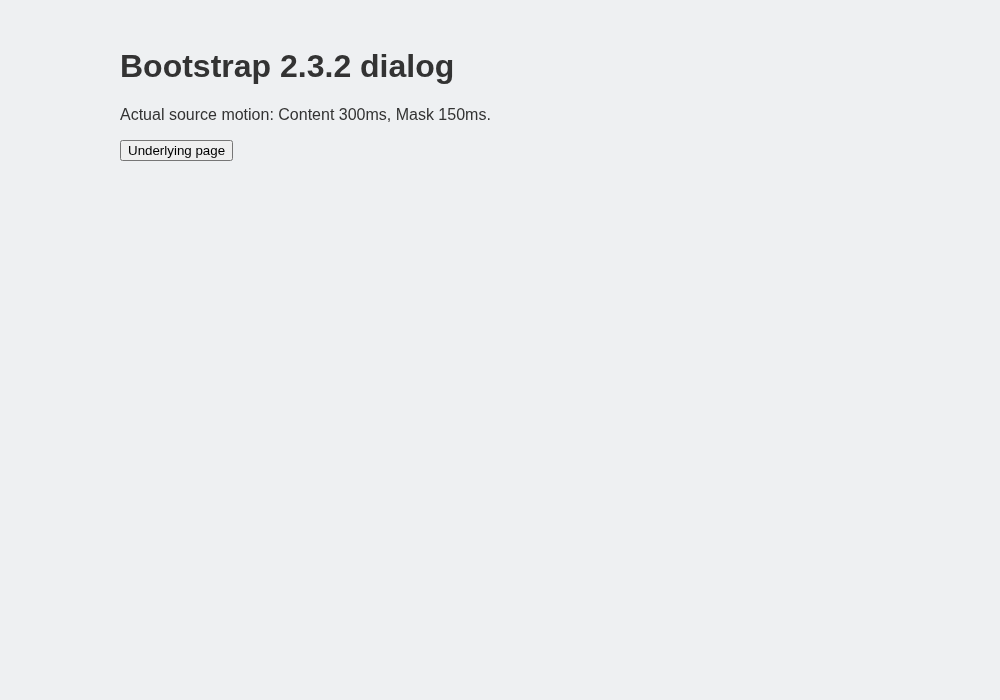 Bootstrap 2.3.2 dialog
Actual source motion: Content 300ms, Mask 150ms.
Underlying page